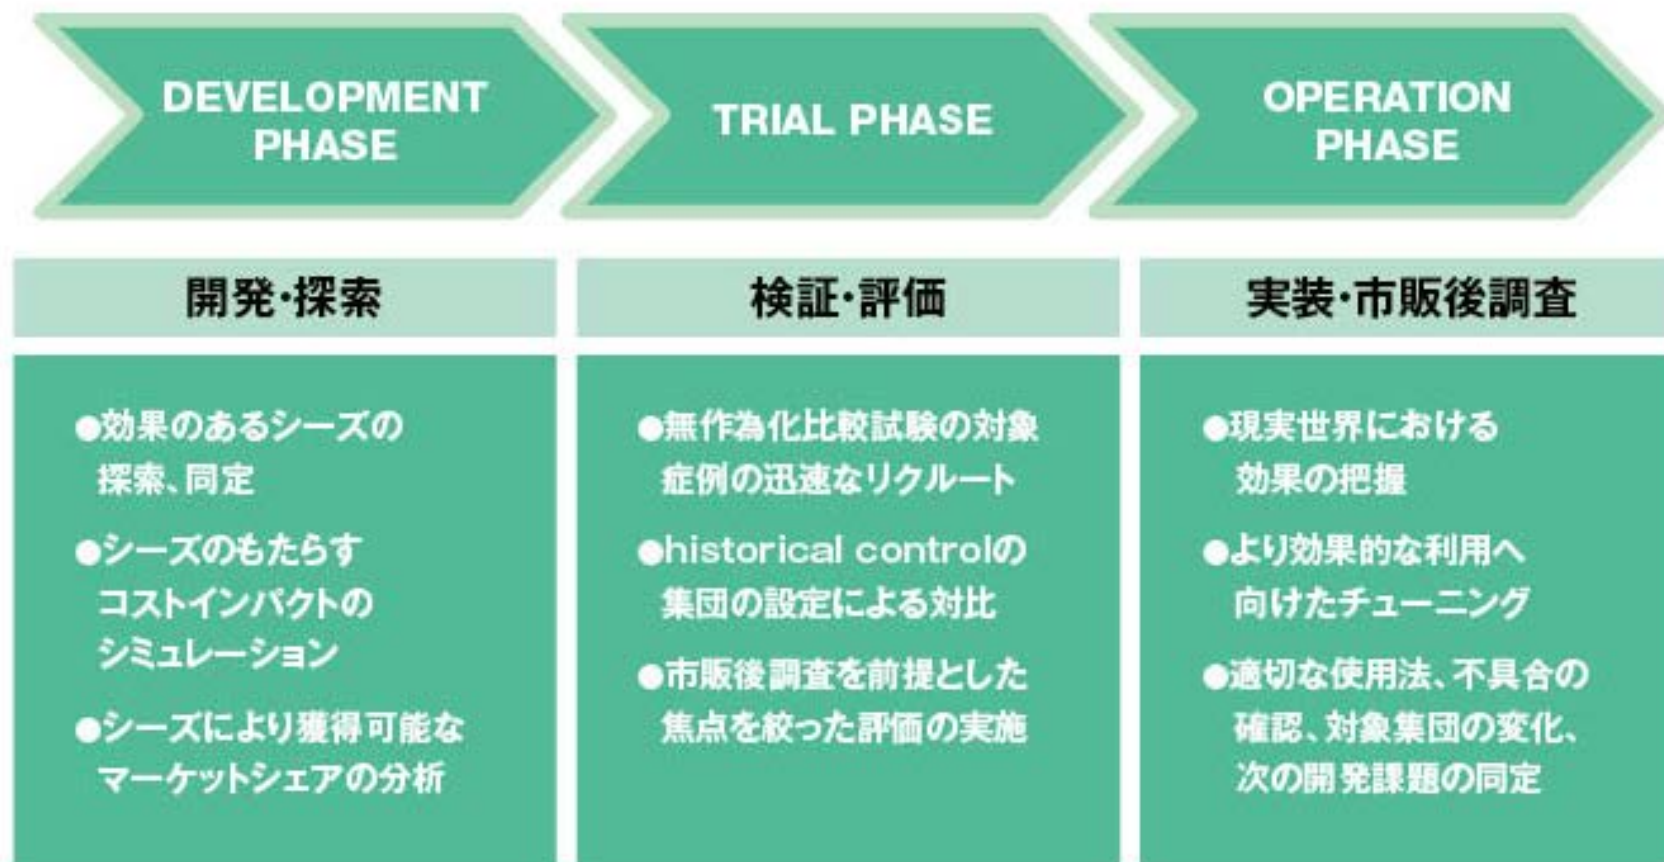 DEVELOPMENT
PHASE
TRIAL PHASE
OPERATION
PHASE
開発・探索
●効果のあるシーズの
探索、同定
●シーズのもたらす
コストインパクトの
シミュレーション
●シーズにより獲得可能な
マーケットシェアの分析
検証・評価
●無作為化比較試験の対象
症例の迅速なリクルート
●historical controlの
集団の設定による対比
●市販後調査を前提とした
焦点を絞った評価の実施
実装・市販後調査
●現実世界における
効果の把握
●より効果的な利用へ
向けたチューニング
●適切な使用法、不具合の
確認、対象集団の変化、
次の開発課題の同定